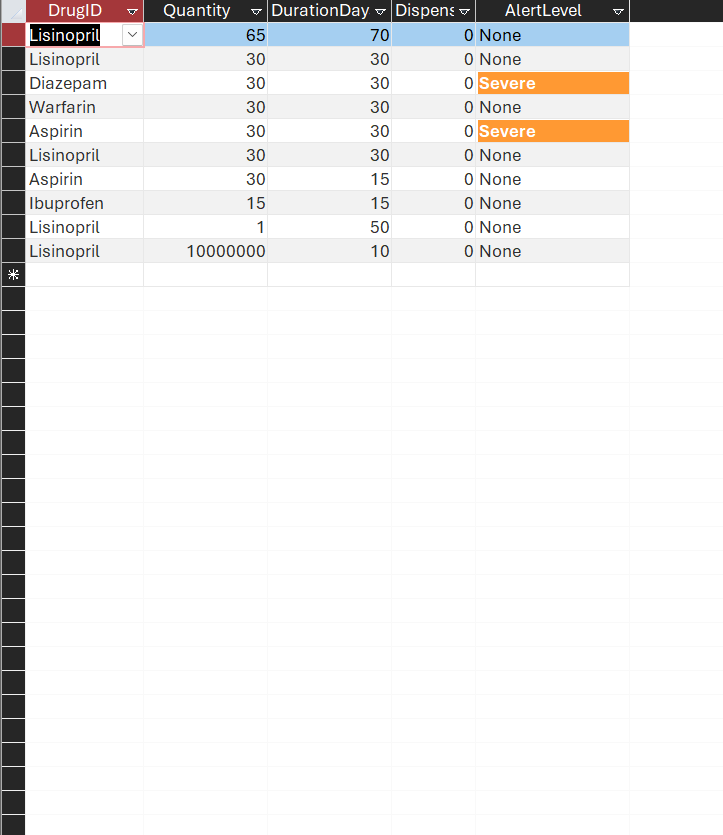 DrugID Quantity DurationDay Dispens AlertLevel
Lisinopril 65 70 0 None
Lisinopril 30 30 0 None
Diazepam 30 30 0 Severe
Warfarin 30 30 0 None
Aspirin 30 30 0 Severe
Lisinopril 30 30 0 None
Aspirin 30 15 0 None
Ibuprofen 15 15 0 None
Lisinopril 1 50 0 None
Lisinopril 10000000 10 0 None